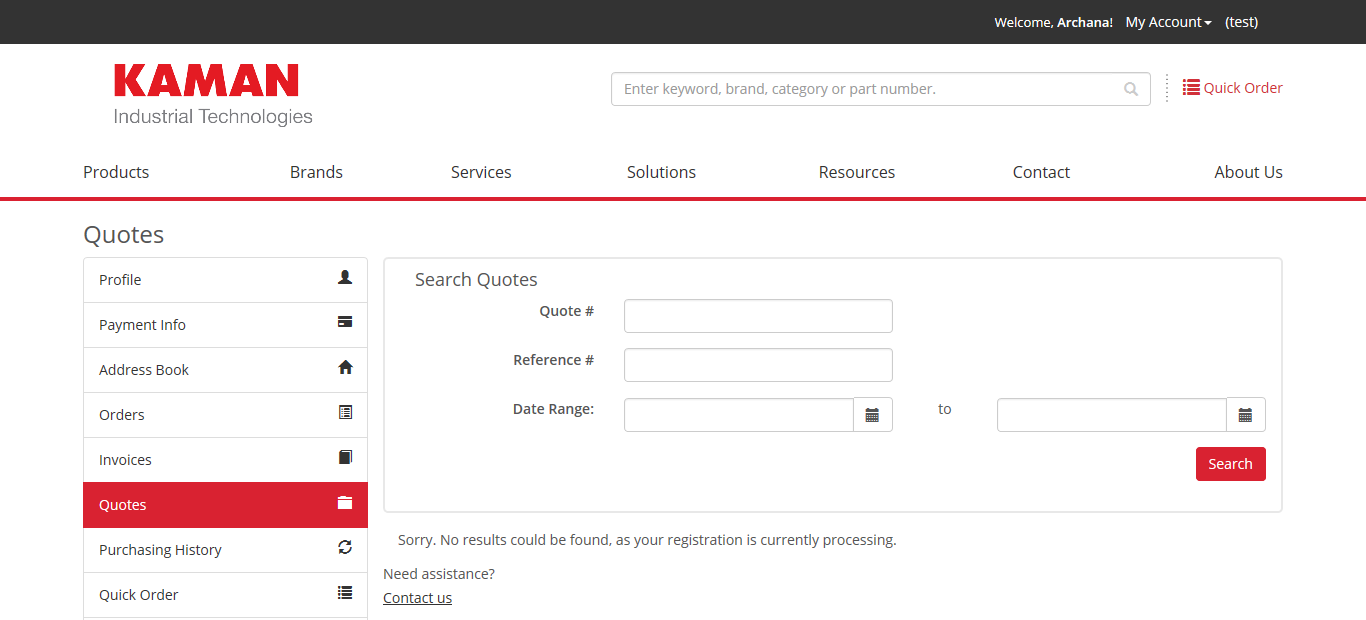 Welcome, Archana! My Account (test)
KAMAN
Industrial Technologies
Enter keyword, brand, category or part number.
Quick Order
Products Brands Services Solutions Resources Contact About Us
Quotes
Profile
Payment Info
Address Book
Orders
Invoices
Quotes
Purchasing History
Quick Order
Search Quotes
Quote #
Reference #
Date Range: to
Search
Sorry. No results could be found, as your registration is currently processing.
Need assistance?
Contact us